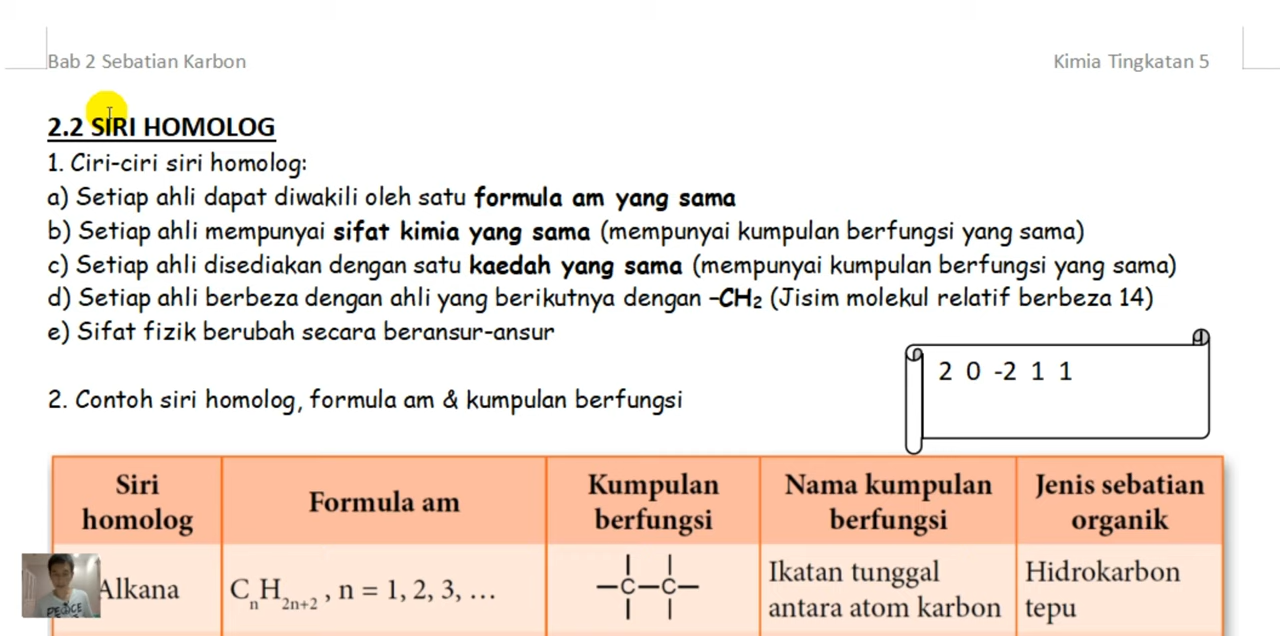 Bab 2 Sebatian Karbon
Kimia Tingkatan 5
2.2 SIRI HOMOLOG
1. Ciri-ciri siri homolog:
a) Setiap ahli dapat diwakili oleh satu formula am yang sama
b) Setiap ahli mempunyai sifat kimia yang sama (mempunyai kumpulan berfungsi yang sama)
c) Setiap ahli disediakan dengan satu kaedah yang sama (mempunyai kumpulan berfungsi yang sama)
d) Setiap ahli berbeza dengan ahli yang berikutnya dengan –CH₂ (Jisim molekul relatif berbeza 14)
e) Sifat fizik berubah secara beransur-ansur
2 0 -2 1 1
2. Contoh siri homolog, formula am & kumpulan berfungsi
Siri
homolog
Formula am
Kumpulan
berfungsi
Nama kumpulan
berfungsi
Jenis sebatian
organik
Alkana
CₙH₂ₙ₊₂ , n = 1, 2, 3, ...
–C–C–
Ikatan tunggal
antara atom karbon
Hidrokarbon
tepu